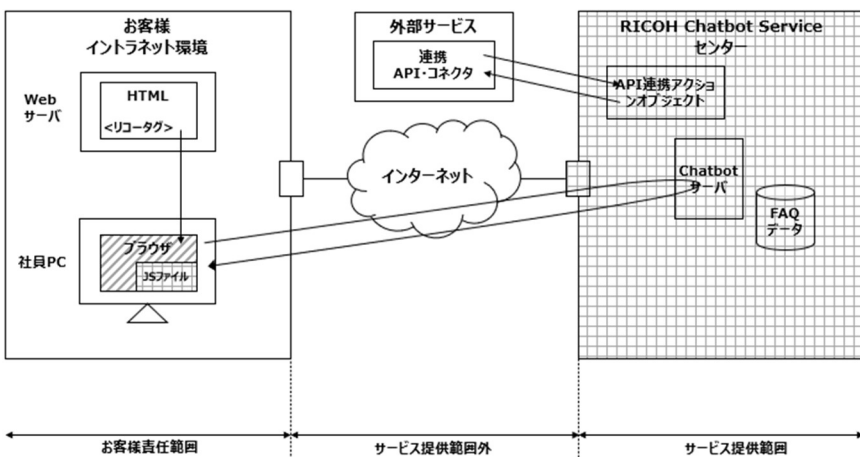 お客様
イントラネット環境
Web
サーバ
HTML
<リコータグ>
社員PC
ブラウザ
JSファイル
外部サービス
連携
API・コネクタ
インターネット
RICOH Chatbot Service
センター
API連携アクショ
ンオブジェクト
Chatbot
サーバ
FAQ
データ
お客様責任範囲
サービス提供範囲外
サービス提供範囲